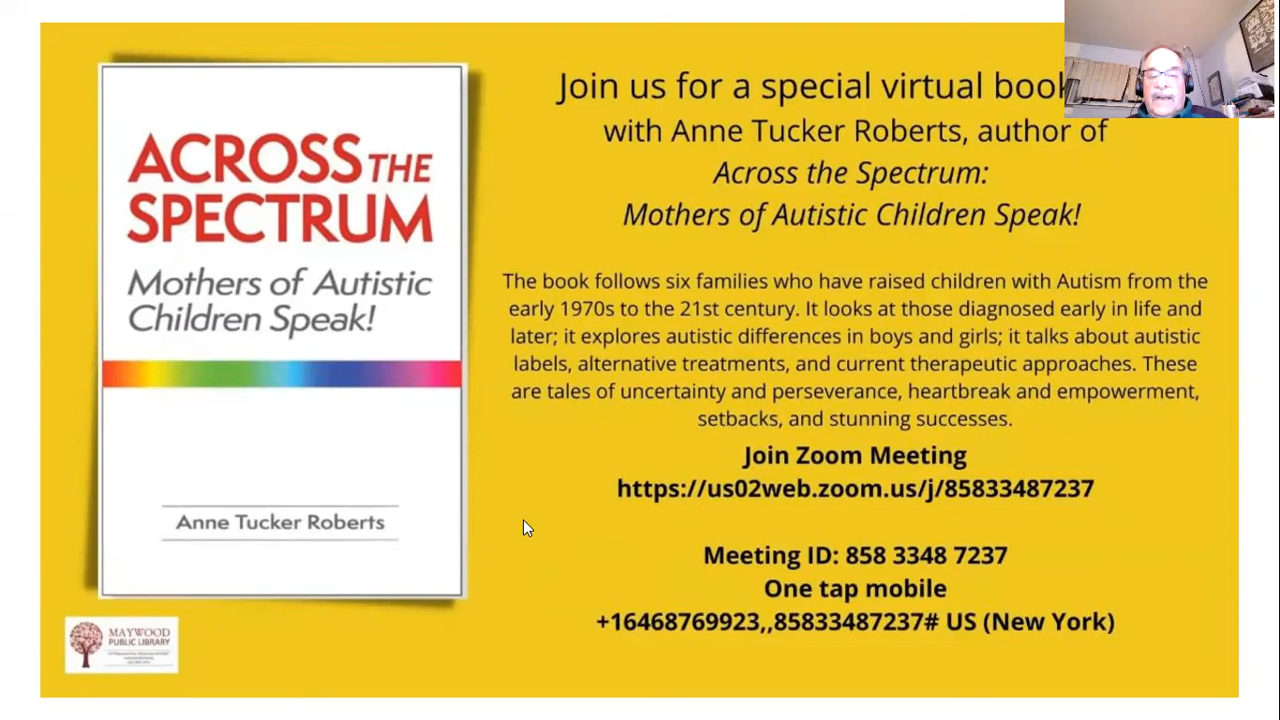 ACROSS THE
SPECTRUM
Mothers of Autistic
Children Speak!
Anne Tucker Roberts
MAYWOOD
PUBLIC LIBRARY
Join us for a special virtual book
with Anne Tucker Roberts, author of
Across the Spectrum:
Mothers of Autistic Children Speak!
The book follows six families who have raised children with Autism from the
early 1970s to the 21st century. It looks at those diagnosed early in life and
later; it explores autistic differences in boys and girls; it talks about autistic
labels, alternative treatments, and current therapeutic approaches. These
are tales of uncertainty and perseverance, heartbreak and empowerment,
setbacks, and stunning successes.
Join Zoom Meeting
https://us02web.zoom.us/j/85833487237
Meeting ID: 858 3348 7237
One tap mobile
+16468769923,,85833487237# US (New York)